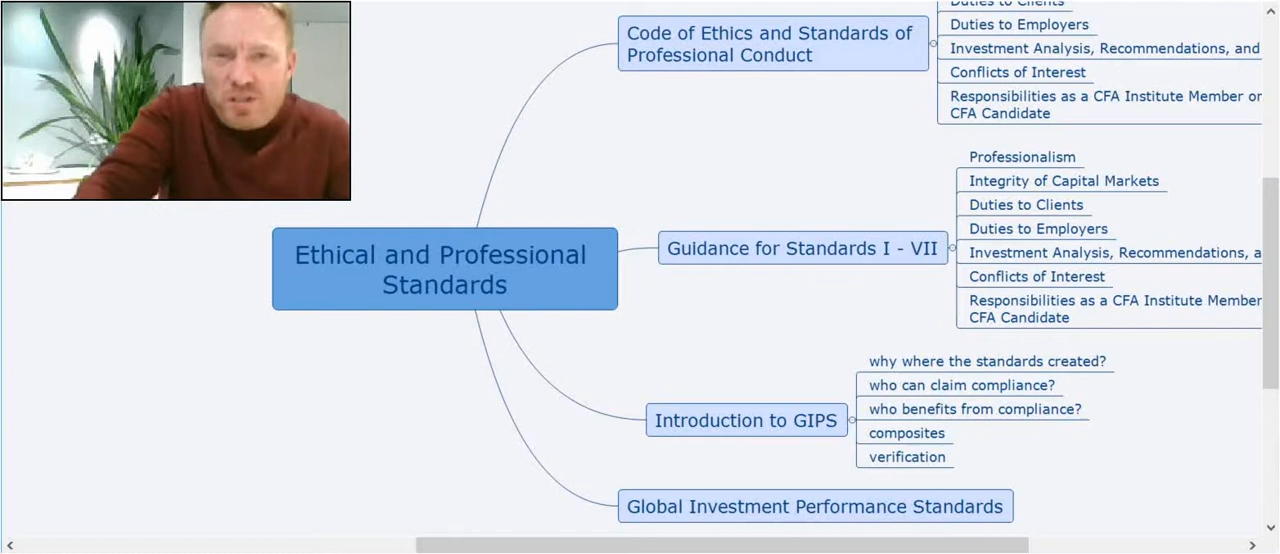 Duties to Clients
Code of Ethics and Standards of
Professional Conduct
Duties to Employers
Investment Analysis, Recommendations, and
Conflicts of Interest
Responsibilities as a CFA Institute Member or
CFA Candidate
Ethical and Professional
Standards
Guidance for Standards I - VII
Professionalism
Integrity of Capital Markets
Duties to Clients
Duties to Employers
Investment Analysis, Recommendations, a
Conflicts of Interest
Responsibilities as a CFA Institute Member
CFA Candidate
Introduction to GIPS
why where the standards created?
who can claim compliance?
who benefits from compliance?
composites
verification
Global Investment Performance Standards